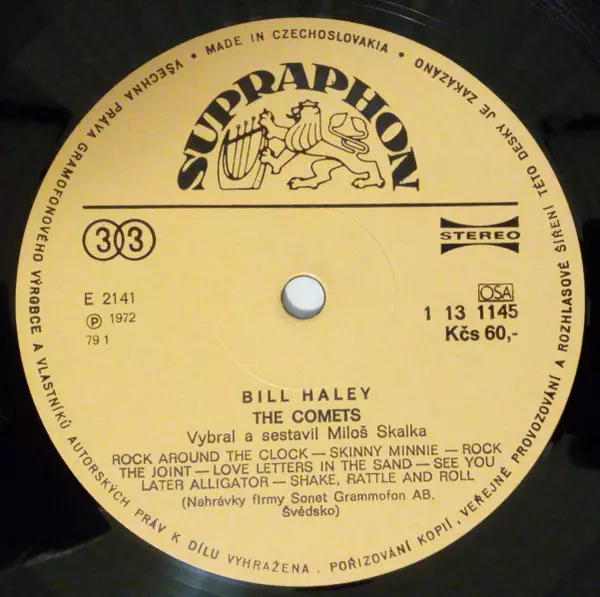 VŠECHNA PRÁVA GRAMOFONOVÉHO VÝROBCE A VLASTNÍKŮ AUTORSKÝCH PRÁV K DÍLU VYHRAŽENA. POŘIZOVÁNÍ KOPIÍ, VEŘEJNÉ PROVOZOVÁNÍ A ROZHLASOVÉ ŠÍŘENÍ TÉTO DESKY JE ZAKÁZÁNO
• MADE IN CZECHOSLOVAKIA •
SUPRAPHON
33
STEREO
E 2141
OSA
℗ 1972
1 13 1145
79 1
Kčs 60,-
BILL HALEY
THE COMETS
Vybral a sestavil Miloš Skalka
ROCK AROUND THE CLOCK — SKINNY MINNIE — ROCK
THE JOINT — LOVE LETTERS IN THE SAND — SEE YOU
LATER ALLIGATOR — SHAKE, RATTLE AND ROLL
(Nahrávky firmy Sonet Grammofon AB,
Švédsko)